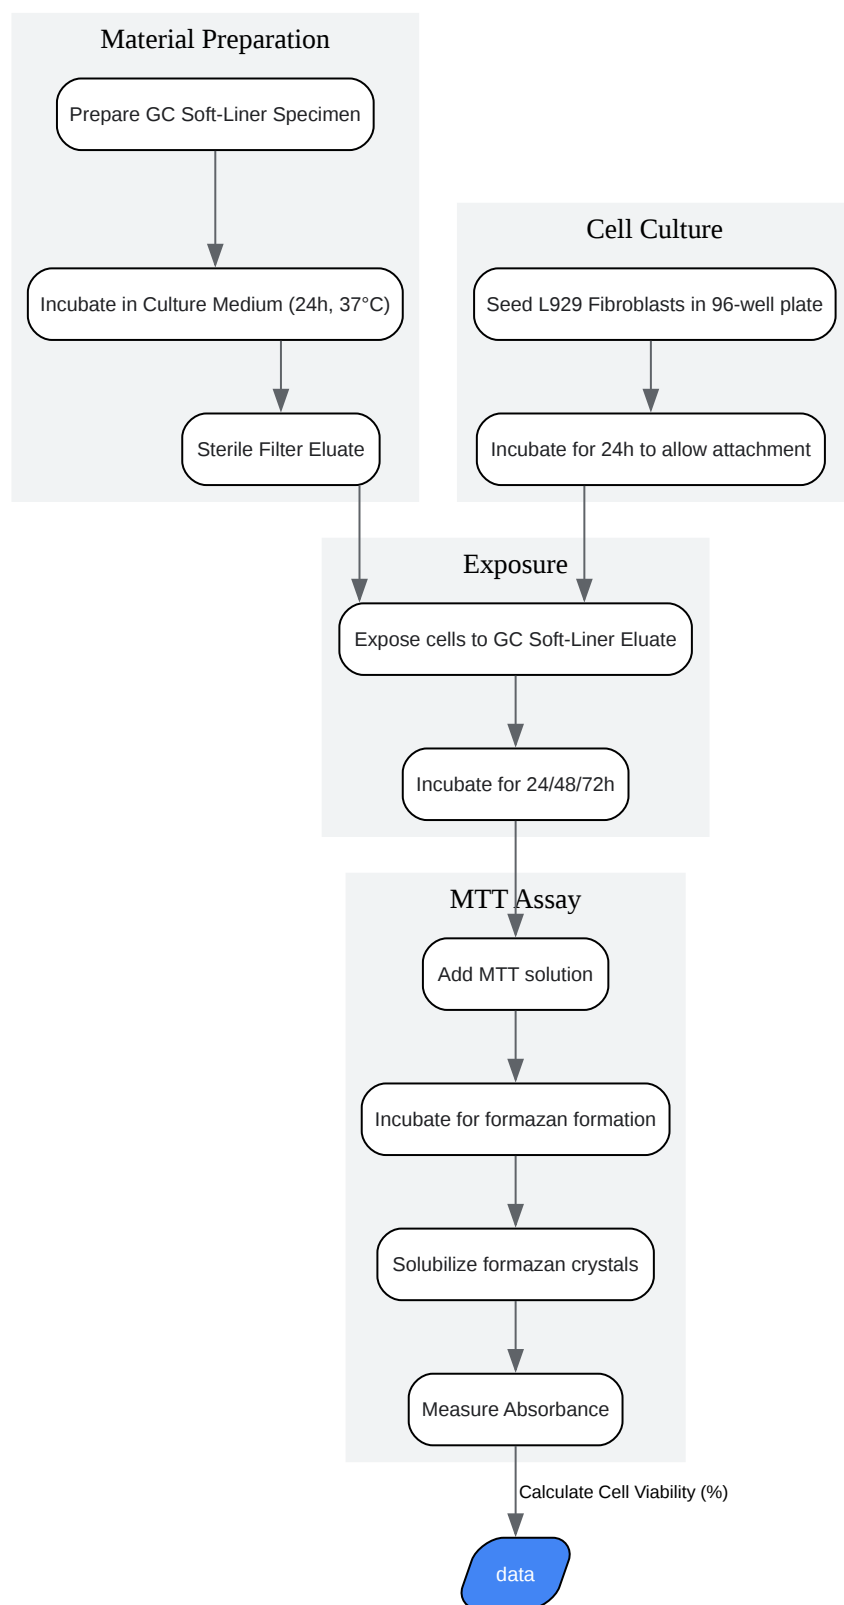 Material Preparation
Prepare GC Soft-Liner Specimen
Incubate in Culture Medium (24h, 37°C)
Sterile Filter Eluate
Cell Culture
Seed L929 Fibroblasts in 96-well plate
Incubate for 24h to allow attachment
Exposure
Expose cells to GC Soft-Liner Eluate
Incubate for 24/48/72h
MTT Assay
Add MTT solution
Incubate for formazan formation
Solubilize formazan crystals
Measure Absorbance
Calculate Cell Viability (%)
data